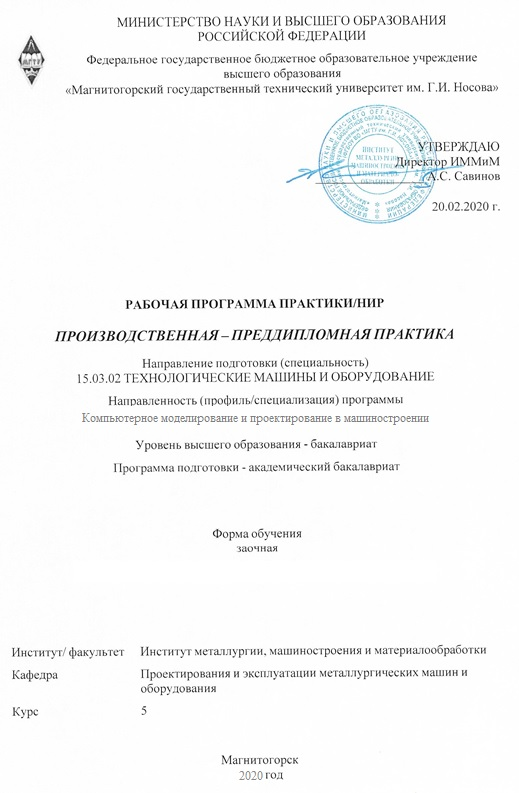 МИНИСТЕРСТВО НАУКИ И ВЫСШЕГО ОБРАЗОВАНИЯ
РОССИЙСКОЙ ФЕДЕРАЦИИ
Федеральное государственное бюджетное образовательное учреждение
высшего образования
«Магнитогорский государственный технический университет им. Г.И. Носова»
УТВЕРЖДАЮ
Директор ИММиМ
А.С. Савинов
20.02.2020 г.
РАБОЧАЯ ПРОГРАММА ПРАКТИКИ/НИР
ПРОИЗВОДСТВЕННАЯ – ПРЕДДИПЛОМНАЯ ПРАКТИКА
Направление подготовки (специальность)
15.03.02 ТЕХНОЛОГИЧЕСКИЕ МАШИНЫ И ОБОРУДОВАНИЕ
Направленность (профиль/специализация) программы
Компьютерное моделирование и проектирование в машиностроении
Уровень высшего образования - бакалавриат
Программа подготовки - академический бакалавриат
Форма обучения
заочная
Институт/ факультет Институт металлургии, машиностроения и материалообработки
Кафедра Проектирования и эксплуатации металлургических машин и
оборудования
Курс 5
Магнитогорск
2020 год